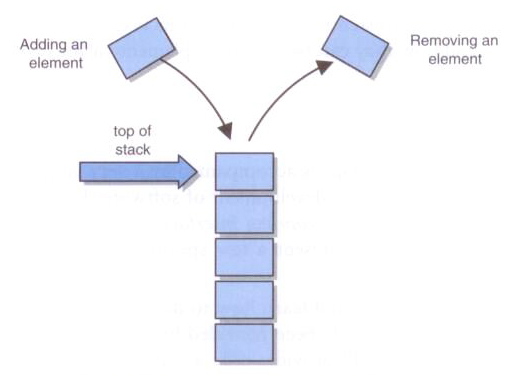 Adding an
element
Removing an
element
top of
stack